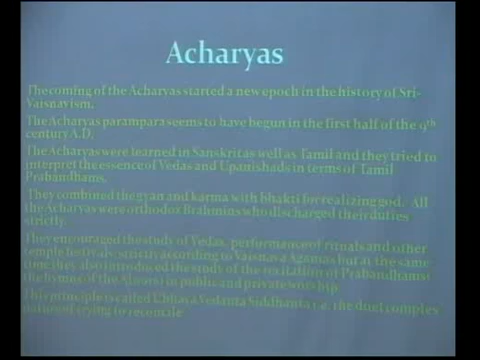 Acharyas
The coming of the Acharyas started a new epoch in the history of Sri-
Vaisnavism.
The Acharyas parampara seems to have begun in the first half of the 9th
century A.D.
The Acharyas were learned in Sanskrit as well as Tamil and they tried to
interpret the essence of Vedas and Upanishads in terms of Tamil
Prabandhams.
They combined the gyan and karma with bhakti for realizing god. All
the Acharyas were orthodox Brahmins who discharged their duties
strictly.
They encouraged the study of Vedas, performance of rituals and other
temple festivals strictly according to Vaisnava Agamas but at the same
time they also introduced the study of the recitation of Prabandhams
the hymns of the Alvars in public and private worship.
This principle is called Ubhaya Vedanta Siddhanta i.e. the duel complex
trying to reconcile